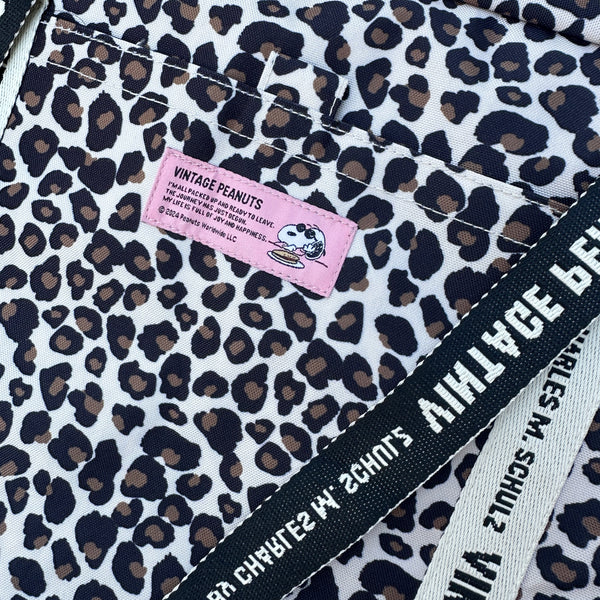 VINTAGE PEANUTS
I'M ALL PACKED UP AND READY TO LEAVE.
THE JOURNEY HAS JUST BEGUN.
MY LIFE IS FULL OF JOY AND HAPPINESS.
© 2024 Peanuts Worldwide LLC
VINTAGE PE
BY CHARLES M. SCHULZ
CHARLES M. SCHULZ
VIN